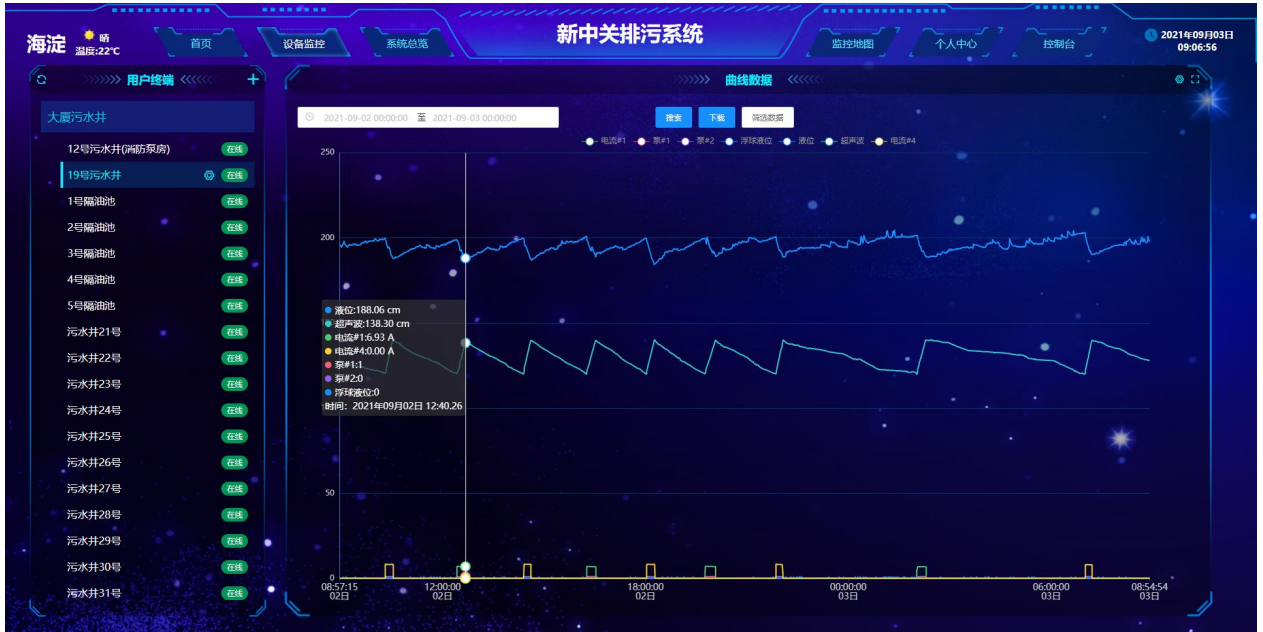 海淀
晴
温度:22℃
首页
设备监控
系统总览
新中关排污系统
监控地图
个人中心
控制台
2021年09月03日
09:06:56
用户终端
+
大厦污水井
12号污水井(消防泵房) 在线
19号污水井 在线
1号隔油池 在线
2号隔油池 在线
3号隔油池 在线
4号隔油池 在线
5号隔油池 在线
污水井21号 在线
污水井22号 在线
污水井23号 在线
污水井24号 在线
污水井25号 在线
污水井26号 在线
污水井27号 在线
污水井28号 在线
污水井29号 在线
污水井30号 在线
污水井31号 在线
曲线数据
2021-09-02 00:00:00 至 2021-09-03 00:00:00
搜索 下载 筛选数据
电流#1 泵#1 泵#2 浮球液位 液位 超声波 电流#4
250
200
液位:188.06 cm
超声波:138.30 cm
电流#1:6.93 A
电流#4:0.00 A
泵#1:1
泵#2:0
浮球液位:0
时间：2021年09月02日 12:40.26
50
0
08:57:15 12:00:00 18:00:00 00:00:00 06:00:00 08:54:54
02日 02日 02日 03日 03日 03日